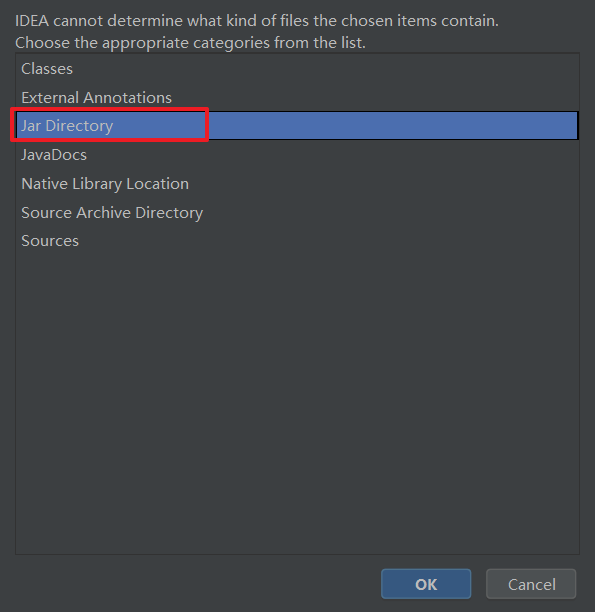 IDEA cannot determine what kind of files the chosen items contain.
Choose the appropriate categories from the list.
Classes
External Annotations
Jar Directory
JavaDocs
Native Library Location
Source Archive Directory
Sources
OK
Cancel